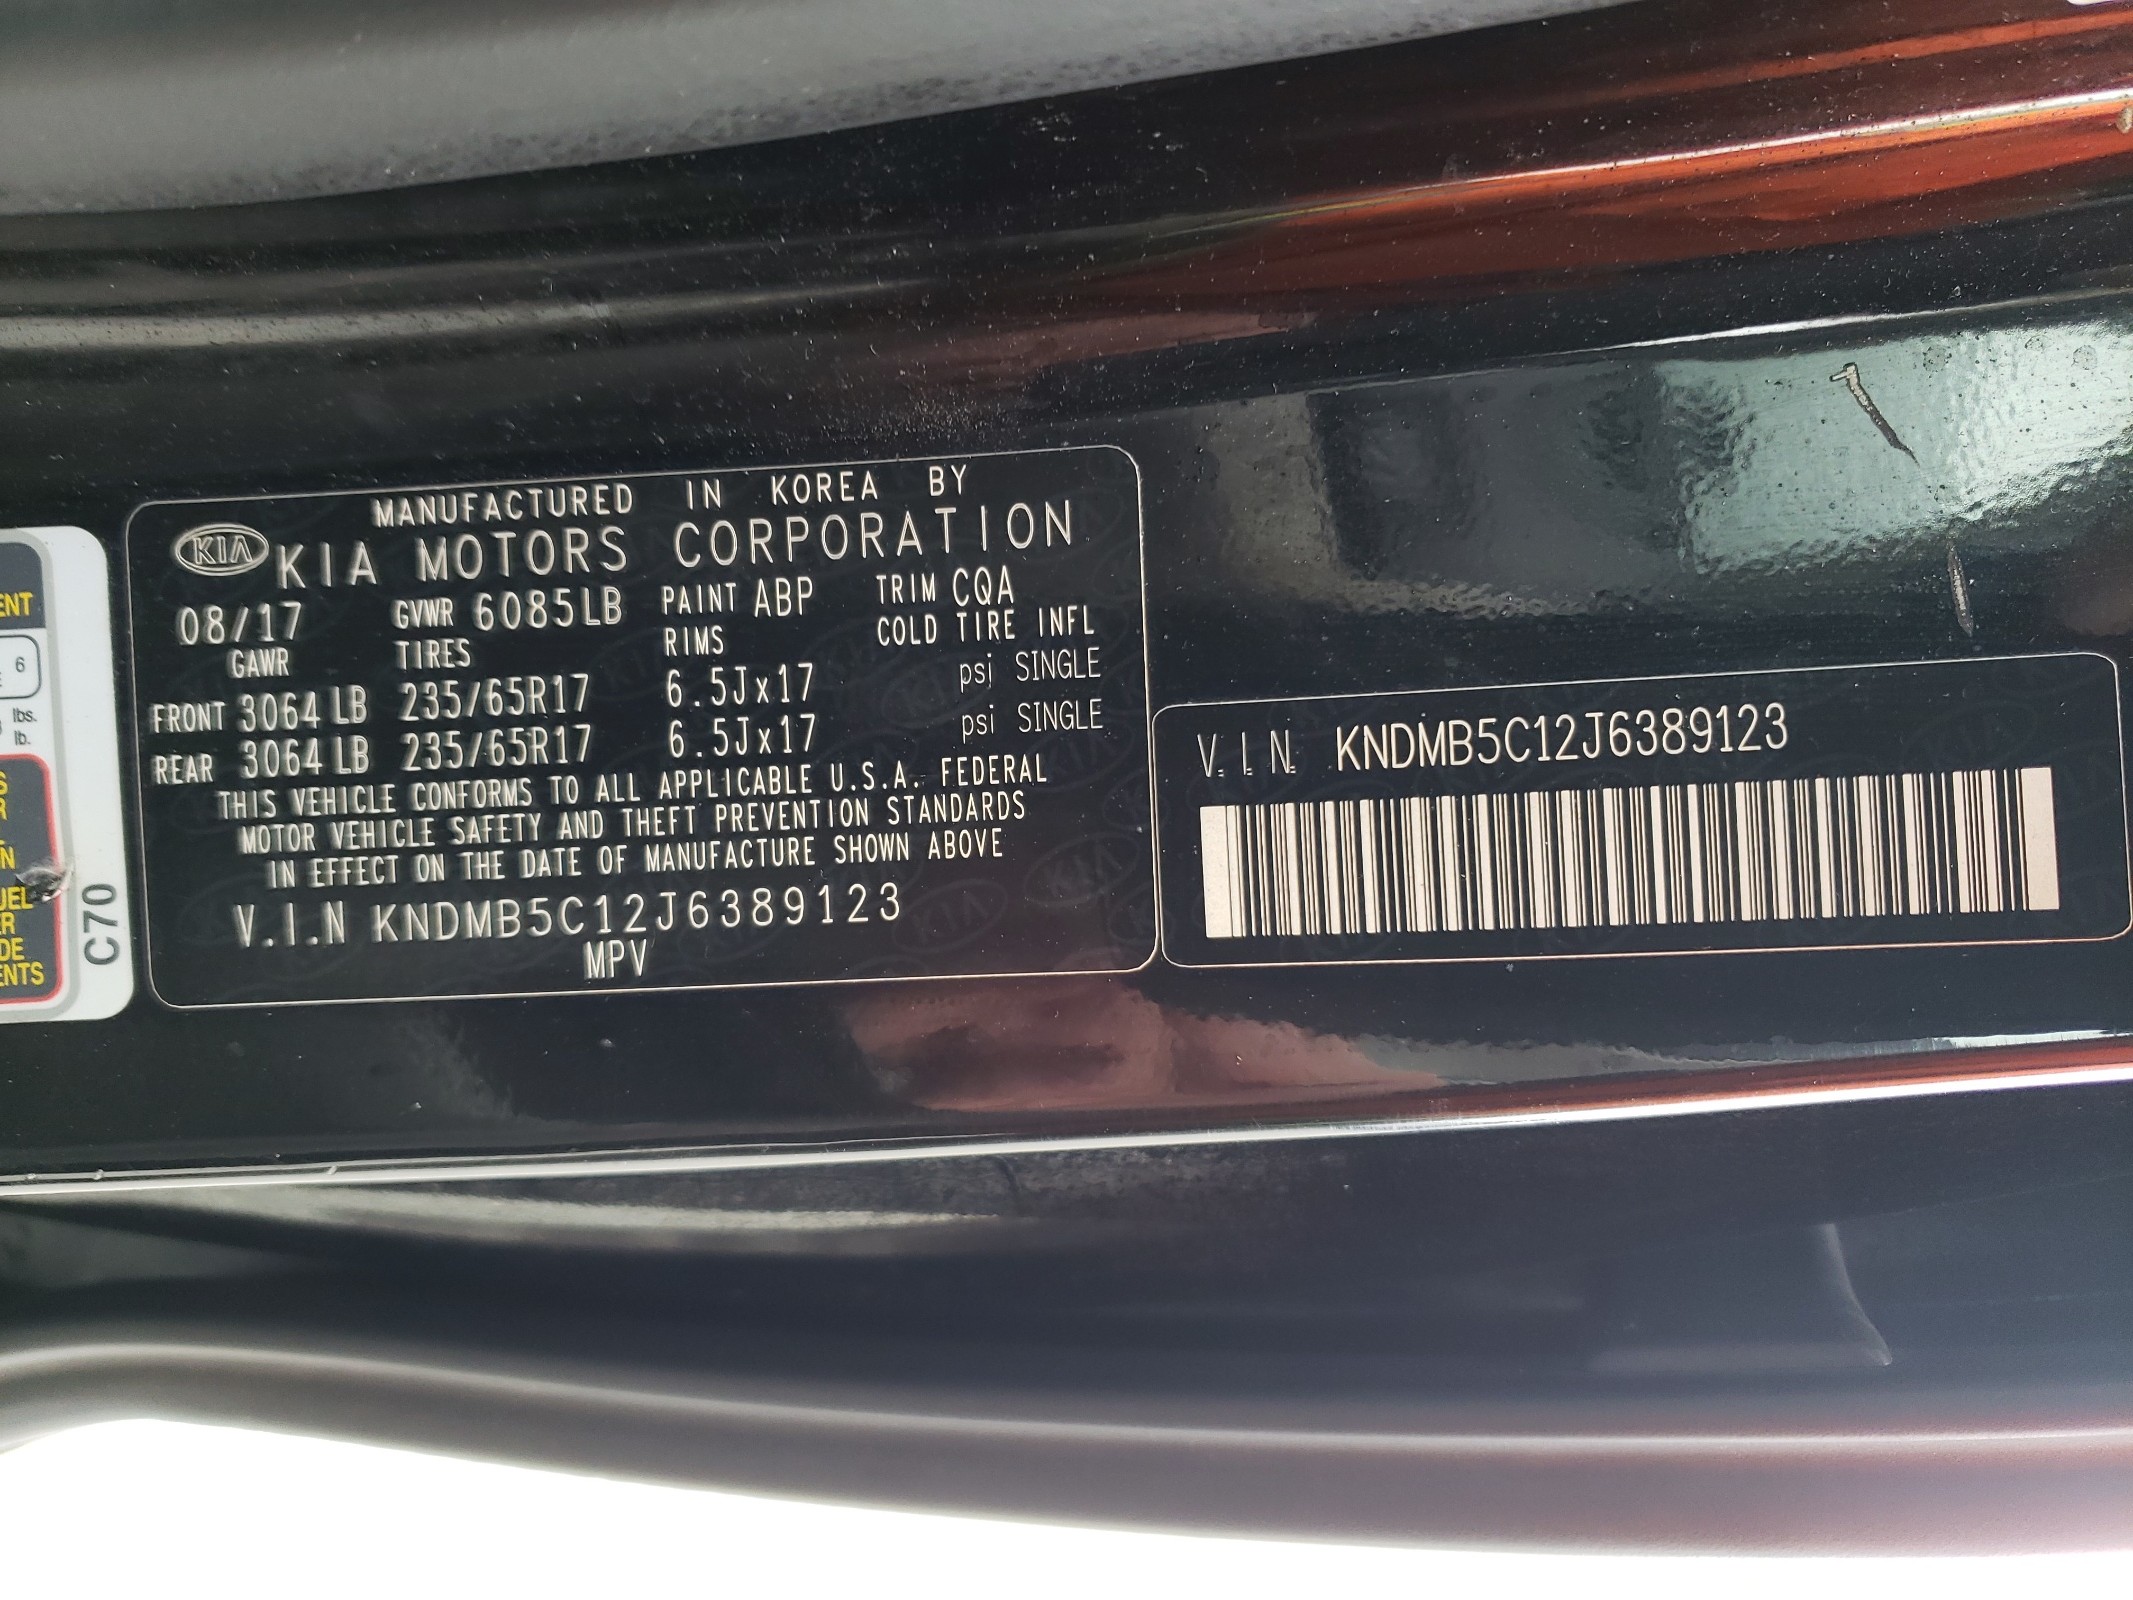 MANUFACTURED IN KOREA BY
KIA KIA MOTORS CORPORATION
08/17 GVWR 6085LB PAINT ABP TRIM CQA
GAWR TIRES RIMS COLD TIRE INFL
FRONT 3064 LB 235/65R17 6.5Jx17 psi SINGLE
REAR 3064 LB 235/65R17 6.5Jx17 psi SINGLE
THIS VEHICLE CONFORMS TO ALL APPLICABLE U.S.A. FEDERAL
MOTOR VEHICLE SAFETY AND THEFT PREVENTION STANDARDS
IN EFFECT ON THE DATE OF MANUFACTURE SHOWN ABOVE
V.I.N KNDMB5C12J6389123
MPV
V.I.N. KNDMB5C12J6389123
6
lbs.
lb.
C70